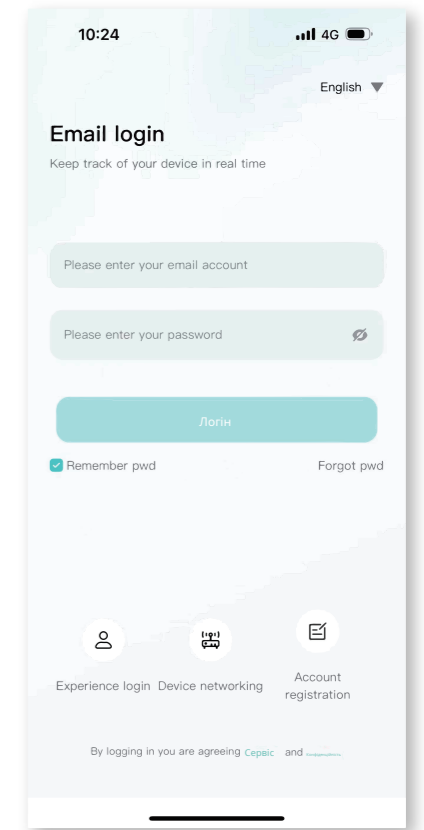 10:24
4G
English
Email login
Keep track of your device in real time
Please enter your email account
Please enter your password
Логін
Remember pwd
Forgot pwd
Experience login
Device networking
Account
registration
By logging in you are agreeing Сервіс and